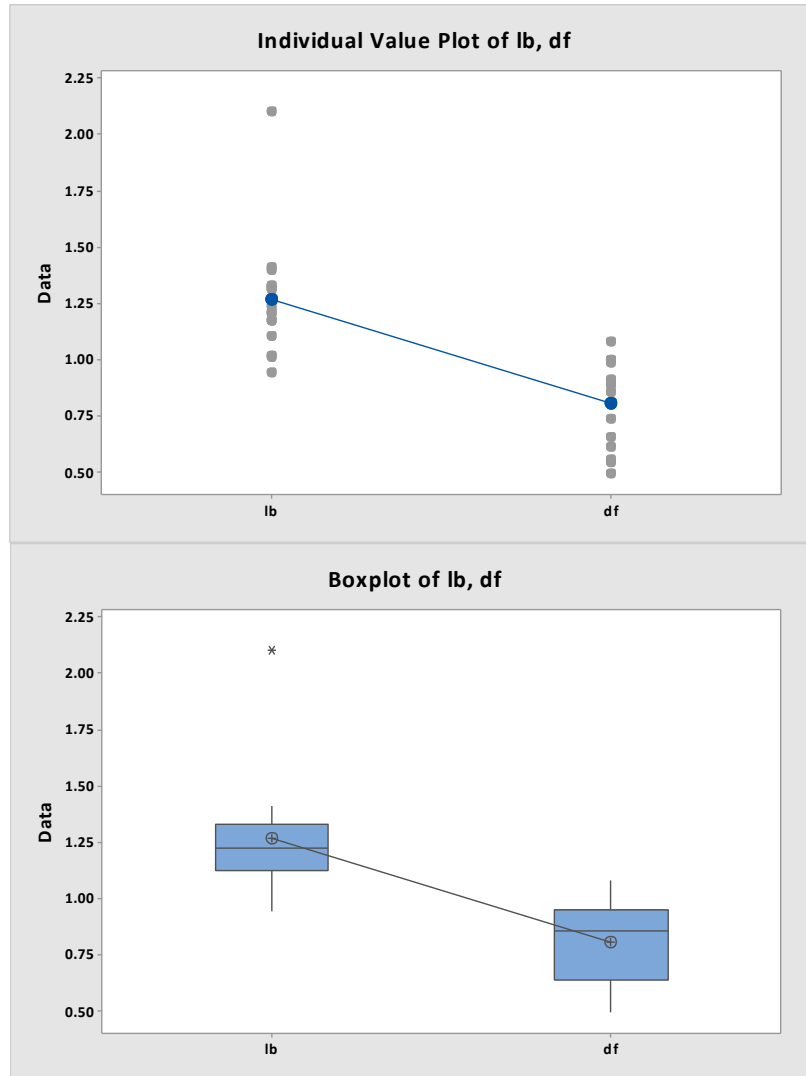 Individual Value Plot of lb, df
2.25
2.00
1.75
1.50
1.25
1.00
0.75
0.50
Data
lb
df
Boxplot of lb, df
2.25
2.00
1.75
1.50
1.25
1.00
0.75
0.50
Data
lb
df